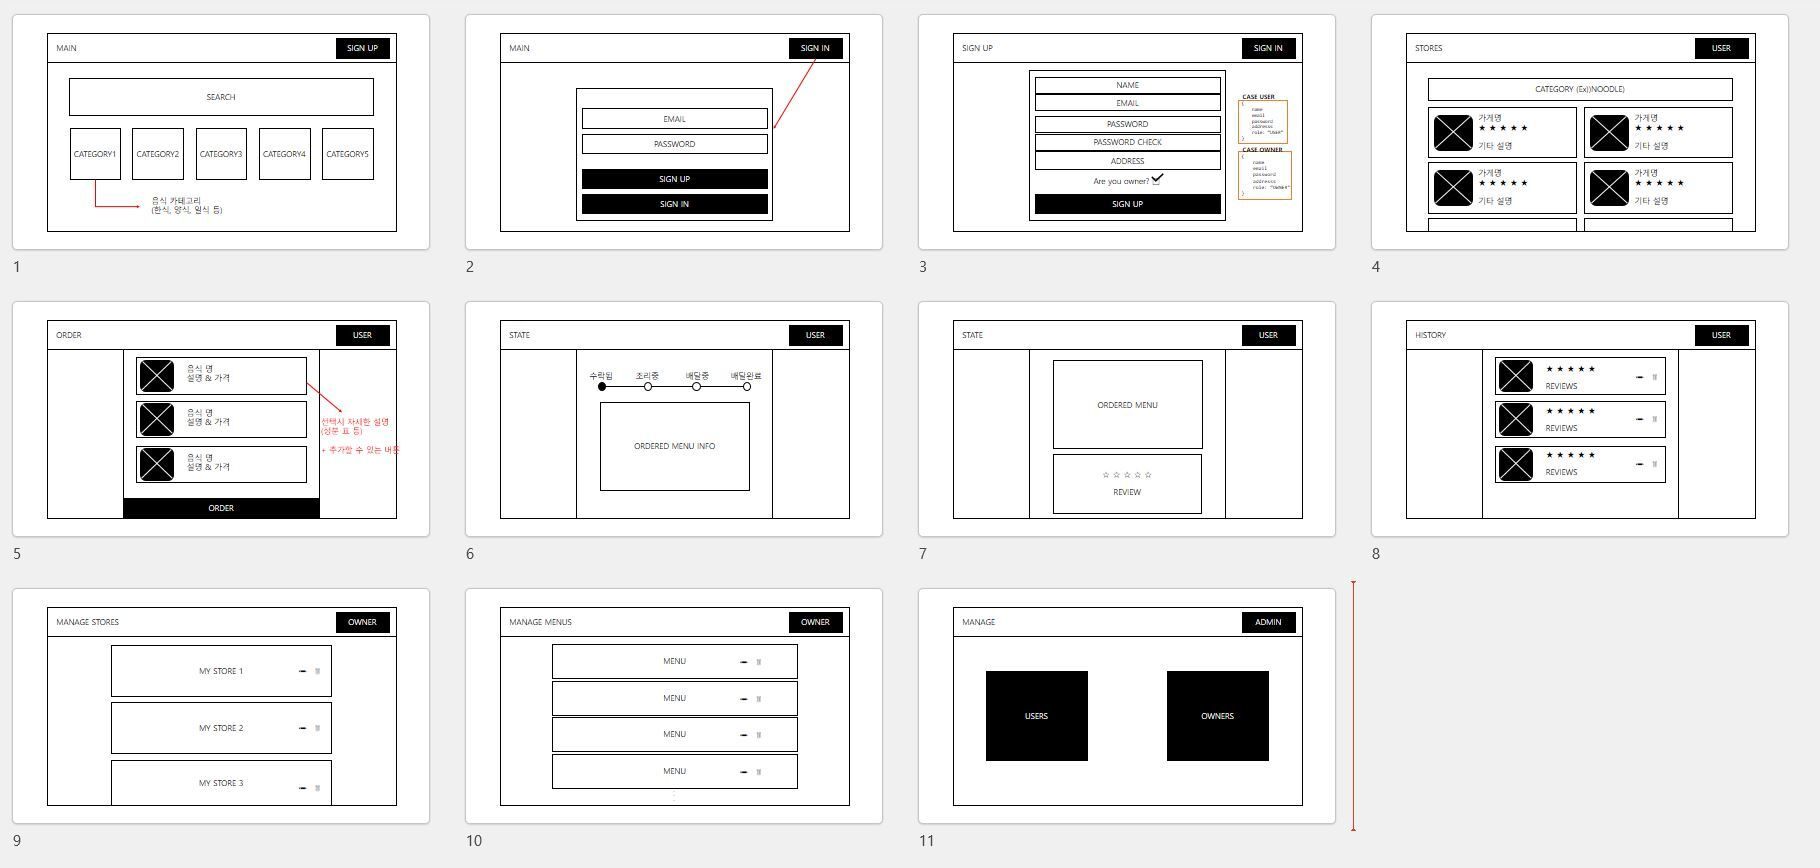 MAIN
SIGN UP
SEARCH
CATEGORY1
CATEGORY2
CATEGORY3
CATEGORY4
CATEGORY5
음식 카테고리
(한식, 양식, 일식 등)
1
MAIN
SIGN IN
EMAIL
PASSWORD
SIGN UP
SIGN IN
2
SIGN UP
SIGN IN
NAME
EMAIL
PASSWORD
PASSWORD CHECK
ADDRESS
Are you owner?
SIGN UP
CASE USER
{
name
email
password
addresss
role: "USER"
}
CASE OWNER
{
name
email
password
addresss
role: "OWNER"
}
3
STORES
USER
CATEGORY (Ex))NOODLE)
가게명
★ ★ ★ ★ ★
기타 설명
가게명
★ ★ ★ ★ ★
기타 설명
가게명
★ ★ ★ ★ ★
기타 설명
가게명
★ ★ ★ ★ ★
기타 설명
4
ORDER
USER
음식 명
설명 & 가격
음식 명
설명 & 가격
음식 명
설명 & 가격
선택시 자세한 설명
(성분 표 등)
+ 추가할 수 있는 버튼
ORDER
5
STATE
USER
수락됨
조리중
배달중
배달완료
ORDERED MENU INFO
6
STATE
USER
ORDERED MENU
☆ ☆ ☆ ☆ ☆
REVIEW
7
HISTORY
USER
★ ★ ★ ★ ★
REVIEWS
★ ★ ★ ★ ★
REVIEWS
★ ★ ★ ★ ★
REVIEWS
8
MANAGE STORES
OWNER
MY STORE 1
MY STORE 2
MY STORE 3
9
MANAGE MENUS
OWNER
MENU
MENU
MENU
MENU
10
MANAGE
ADMIN
USERS
OWNERS
11